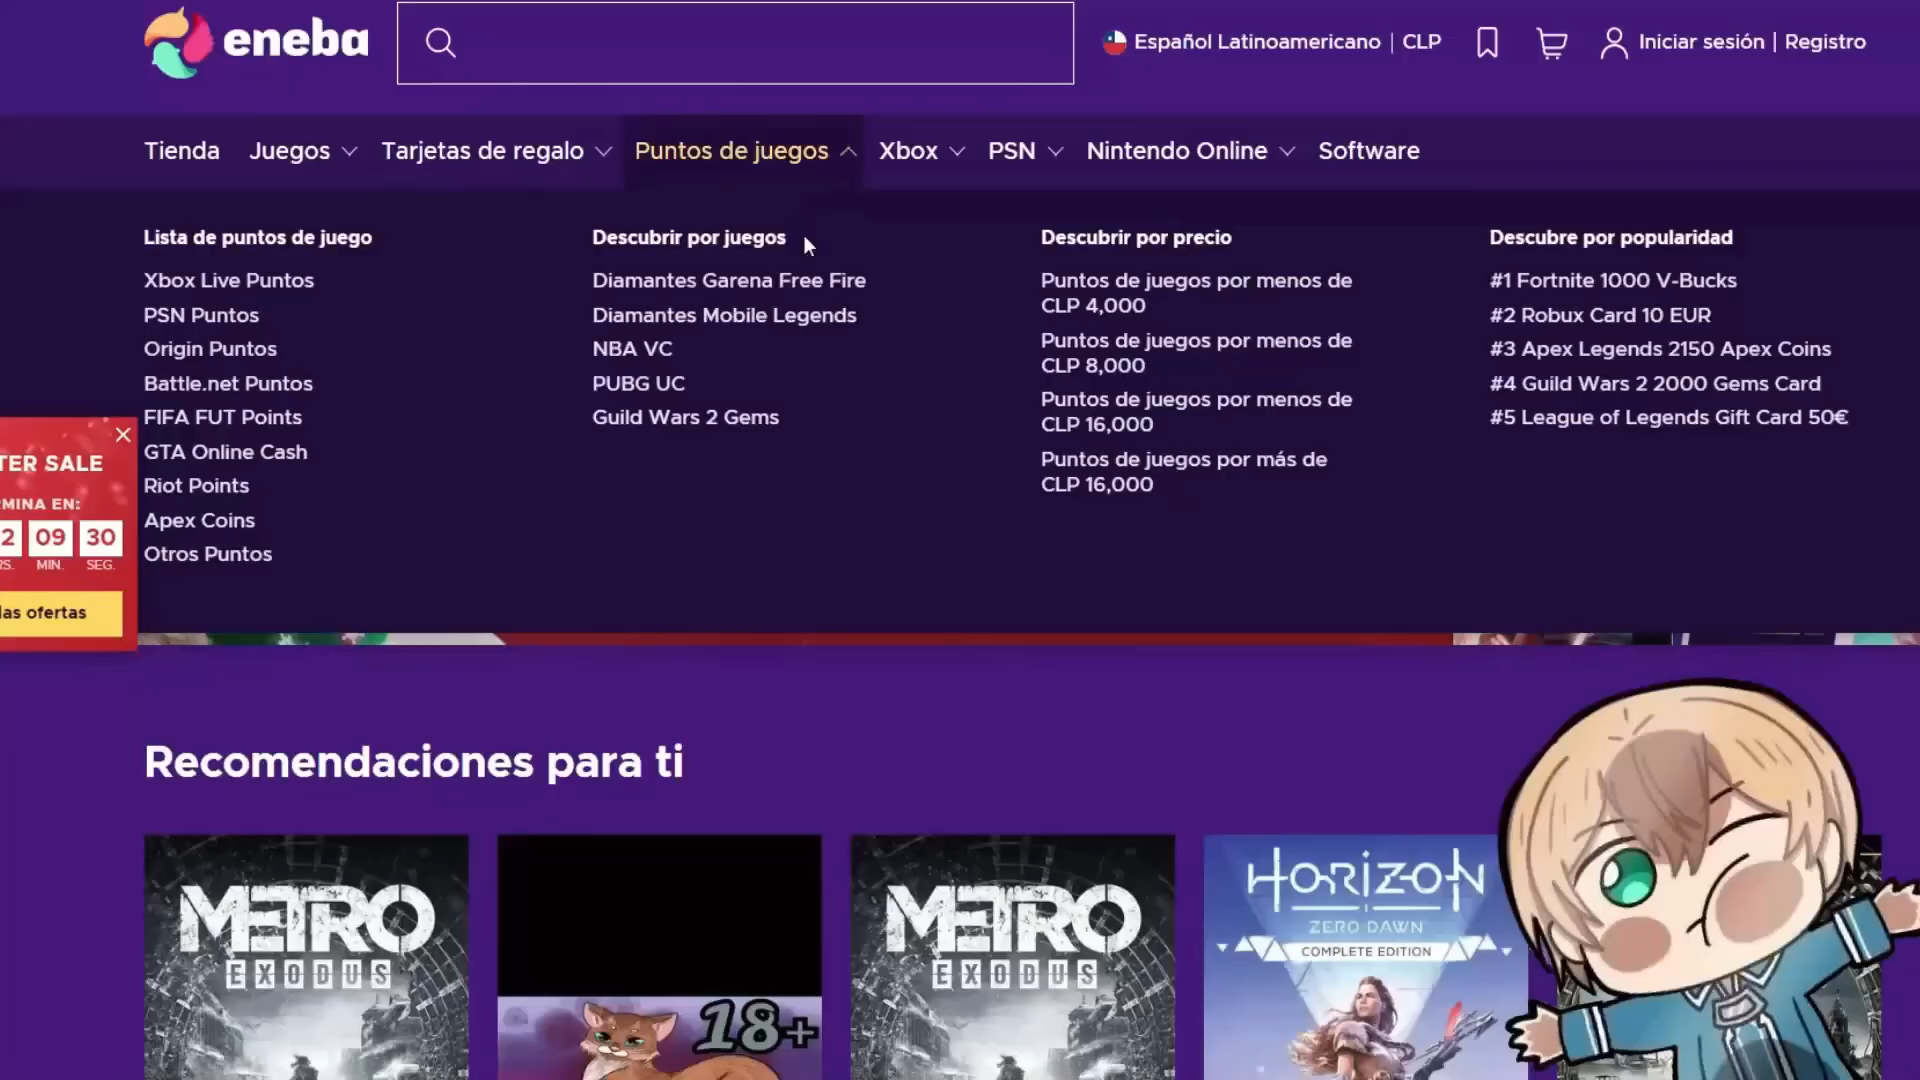 eneba
Español Latinoamericano | CLP
Iniciar sesión | Registro
Tienda
Juegos
Tarjetas de regalo
Puntos de juegos
Xbox
PSN
Nintendo Online
Software
Lista de puntos de juego
Xbox Live Puntos
PSN Puntos
Origin Puntos
Battle.net Puntos
FIFA FUT Points
GTA Online Cash
Riot Points
Apex Coins
Otros Puntos
Descubrir por juegos
Diamantes Garena Free Fire
Diamantes Mobile Legends
NBA VC
PUBG UC
Guild Wars 2 Gems
Descubrir por precio
Puntos de juegos por menos de
CLP 4,000
Puntos de juegos por menos de
CLP 8,000
Puntos de juegos por menos de
CLP 16,000
Puntos de juegos por más de
CLP 16,000
Descubre por popularidad
#1 Fortnite 1000 V-Bucks
#2 Robux Card 10 EUR
#3 Apex Legends 2150 Apex Coins
#4 Guild Wars 2 2000 Gems Card
#5 League of Legends Gift Card 50€
TER SALE
MINA EN:
2 09 30
RS. MIN. SEG.
las ofertas
Recomendaciones para ti
METRO
EXODUS
18+
METRO
EXODUS
HORIZON
ZERO DAWN
COMPLETE EDITION